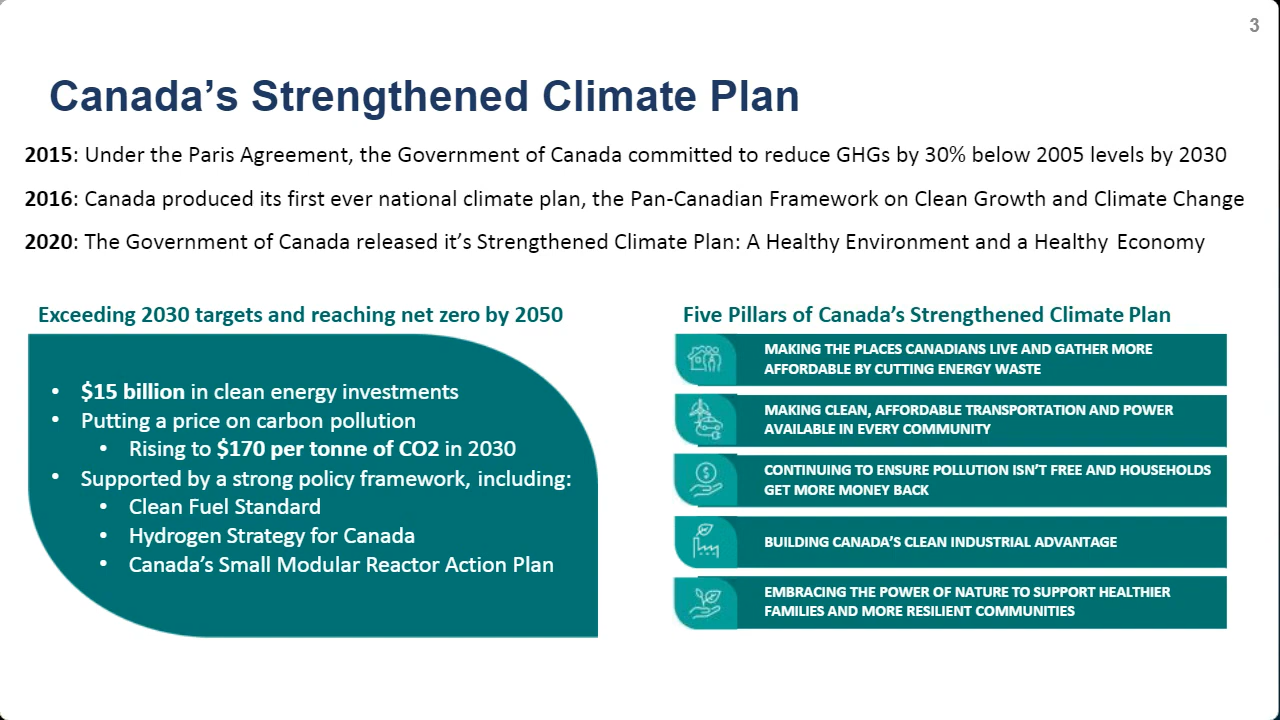 3
Canada's Strengthened Climate Plan
2015: Under the Paris Agreement, the Government of Canada committed to reduce GHGs by 30% below 2005 levels by 2030
2016: Canada produced its first ever national climate plan, the Pan-Canadian Framework on Clean Growth and Climate Change
2020: The Government of Canada released it's Strengthened Climate Plan: A Healthy Environment and a Healthy Economy
Exceeding 2030 targets and reaching net zero by 2050
• $15 billion in clean energy investments
• Putting a price on carbon pollution
• Rising to $170 per tonne of CO2 in 2030
• Supported by a strong policy framework, including:
• Clean Fuel Standard
• Hydrogen Strategy for Canada
• Canada's Small Modular Reactor Action Plan
Five Pillars of Canada's Strengthened Climate Plan
MAKING THE PLACES CANADIANS LIVE AND GATHER MORE
AFFORDABLE BY CUTTING ENERGY WASTE
MAKING CLEAN, AFFORDABLE TRANSPORTATION AND POWER
AVAILABLE IN EVERY COMMUNITY
CONTINUING TO ENSURE POLLUTION ISN'T FREE AND HOUSEHOLDS
GET MORE MONEY BACK
BUILDING CANADA'S CLEAN INDUSTRIAL ADVANTAGE
EMBRACING THE POWER OF NATURE TO SUPPORT HEALTHIER
FAMILIES AND MORE RESILIENT COMMUNITIES